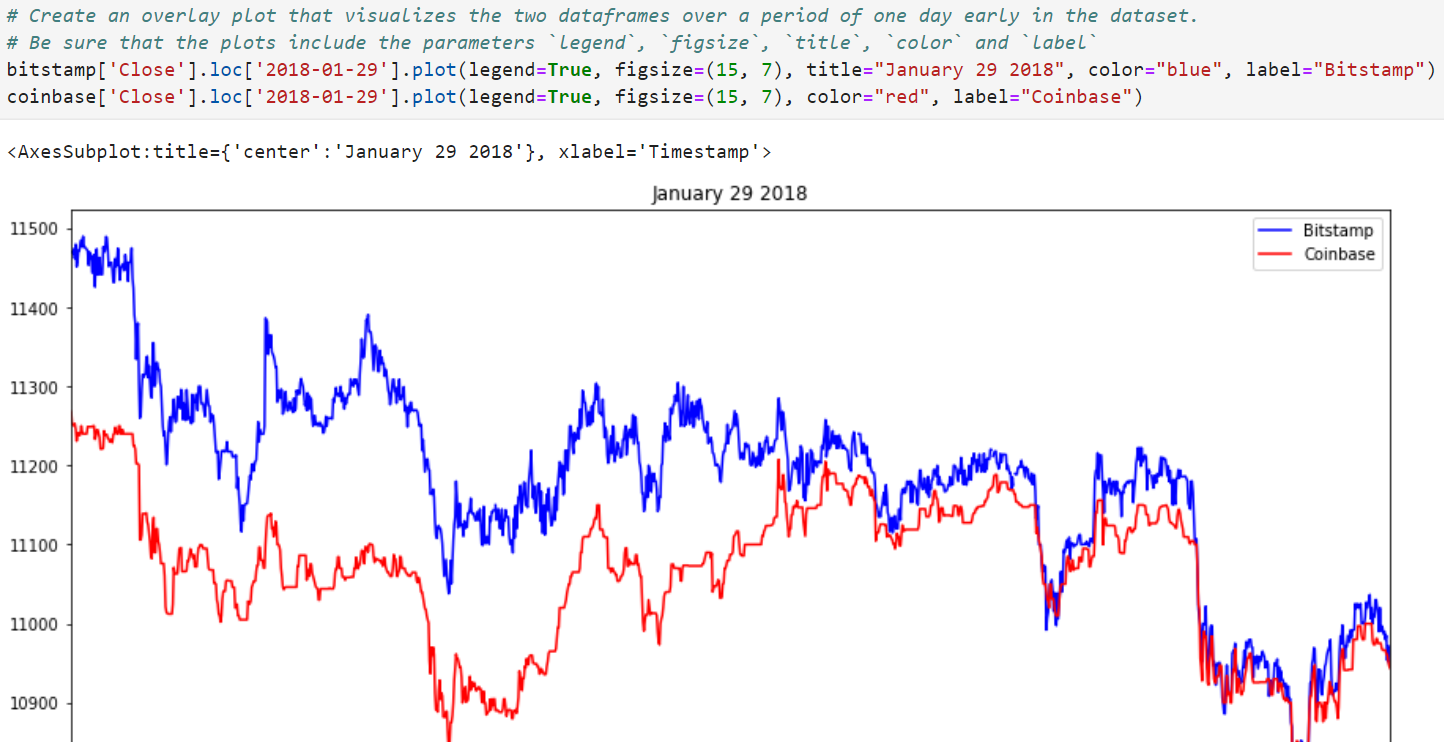 # Create an overlay plot that visualizes the two dataframes over a period of one day early in the dataset.
# Be sure that the plots include the parameters `legend`, `figsize`, `title`, `color` and `label`
bitstamp['Close'].loc['2018-01-29'].plot(legend=True, figsize=(15, 7), title="January 29 2018", color="blue", label="Bitstamp")
coinbase['Close'].loc['2018-01-29'].plot(legend=True, figsize=(15, 7), color="red", label="Coinbase")
<AxesSubplot:title={'center':'January 29 2018'}, xlabel='Timestamp'>
January 29 2018
11500
Bitstamp
Coinbase
11400
11300
11200
11100
11000
10900